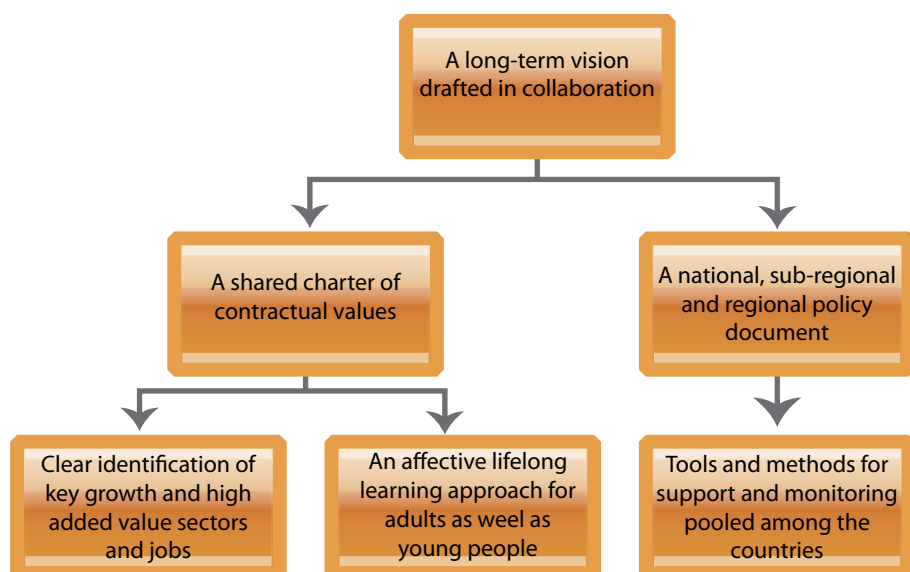 A long-term vision
drafted in collaboration
A shared charter of
contractual values
A national, sub-regional
and regional policy
document
Clear identification of
key growth and high
added value sectors
and jobs
An affective lifelong
learning approach for
adults as weel as
young people
Tools and methods for
support and monitoring
pooled among the
countries